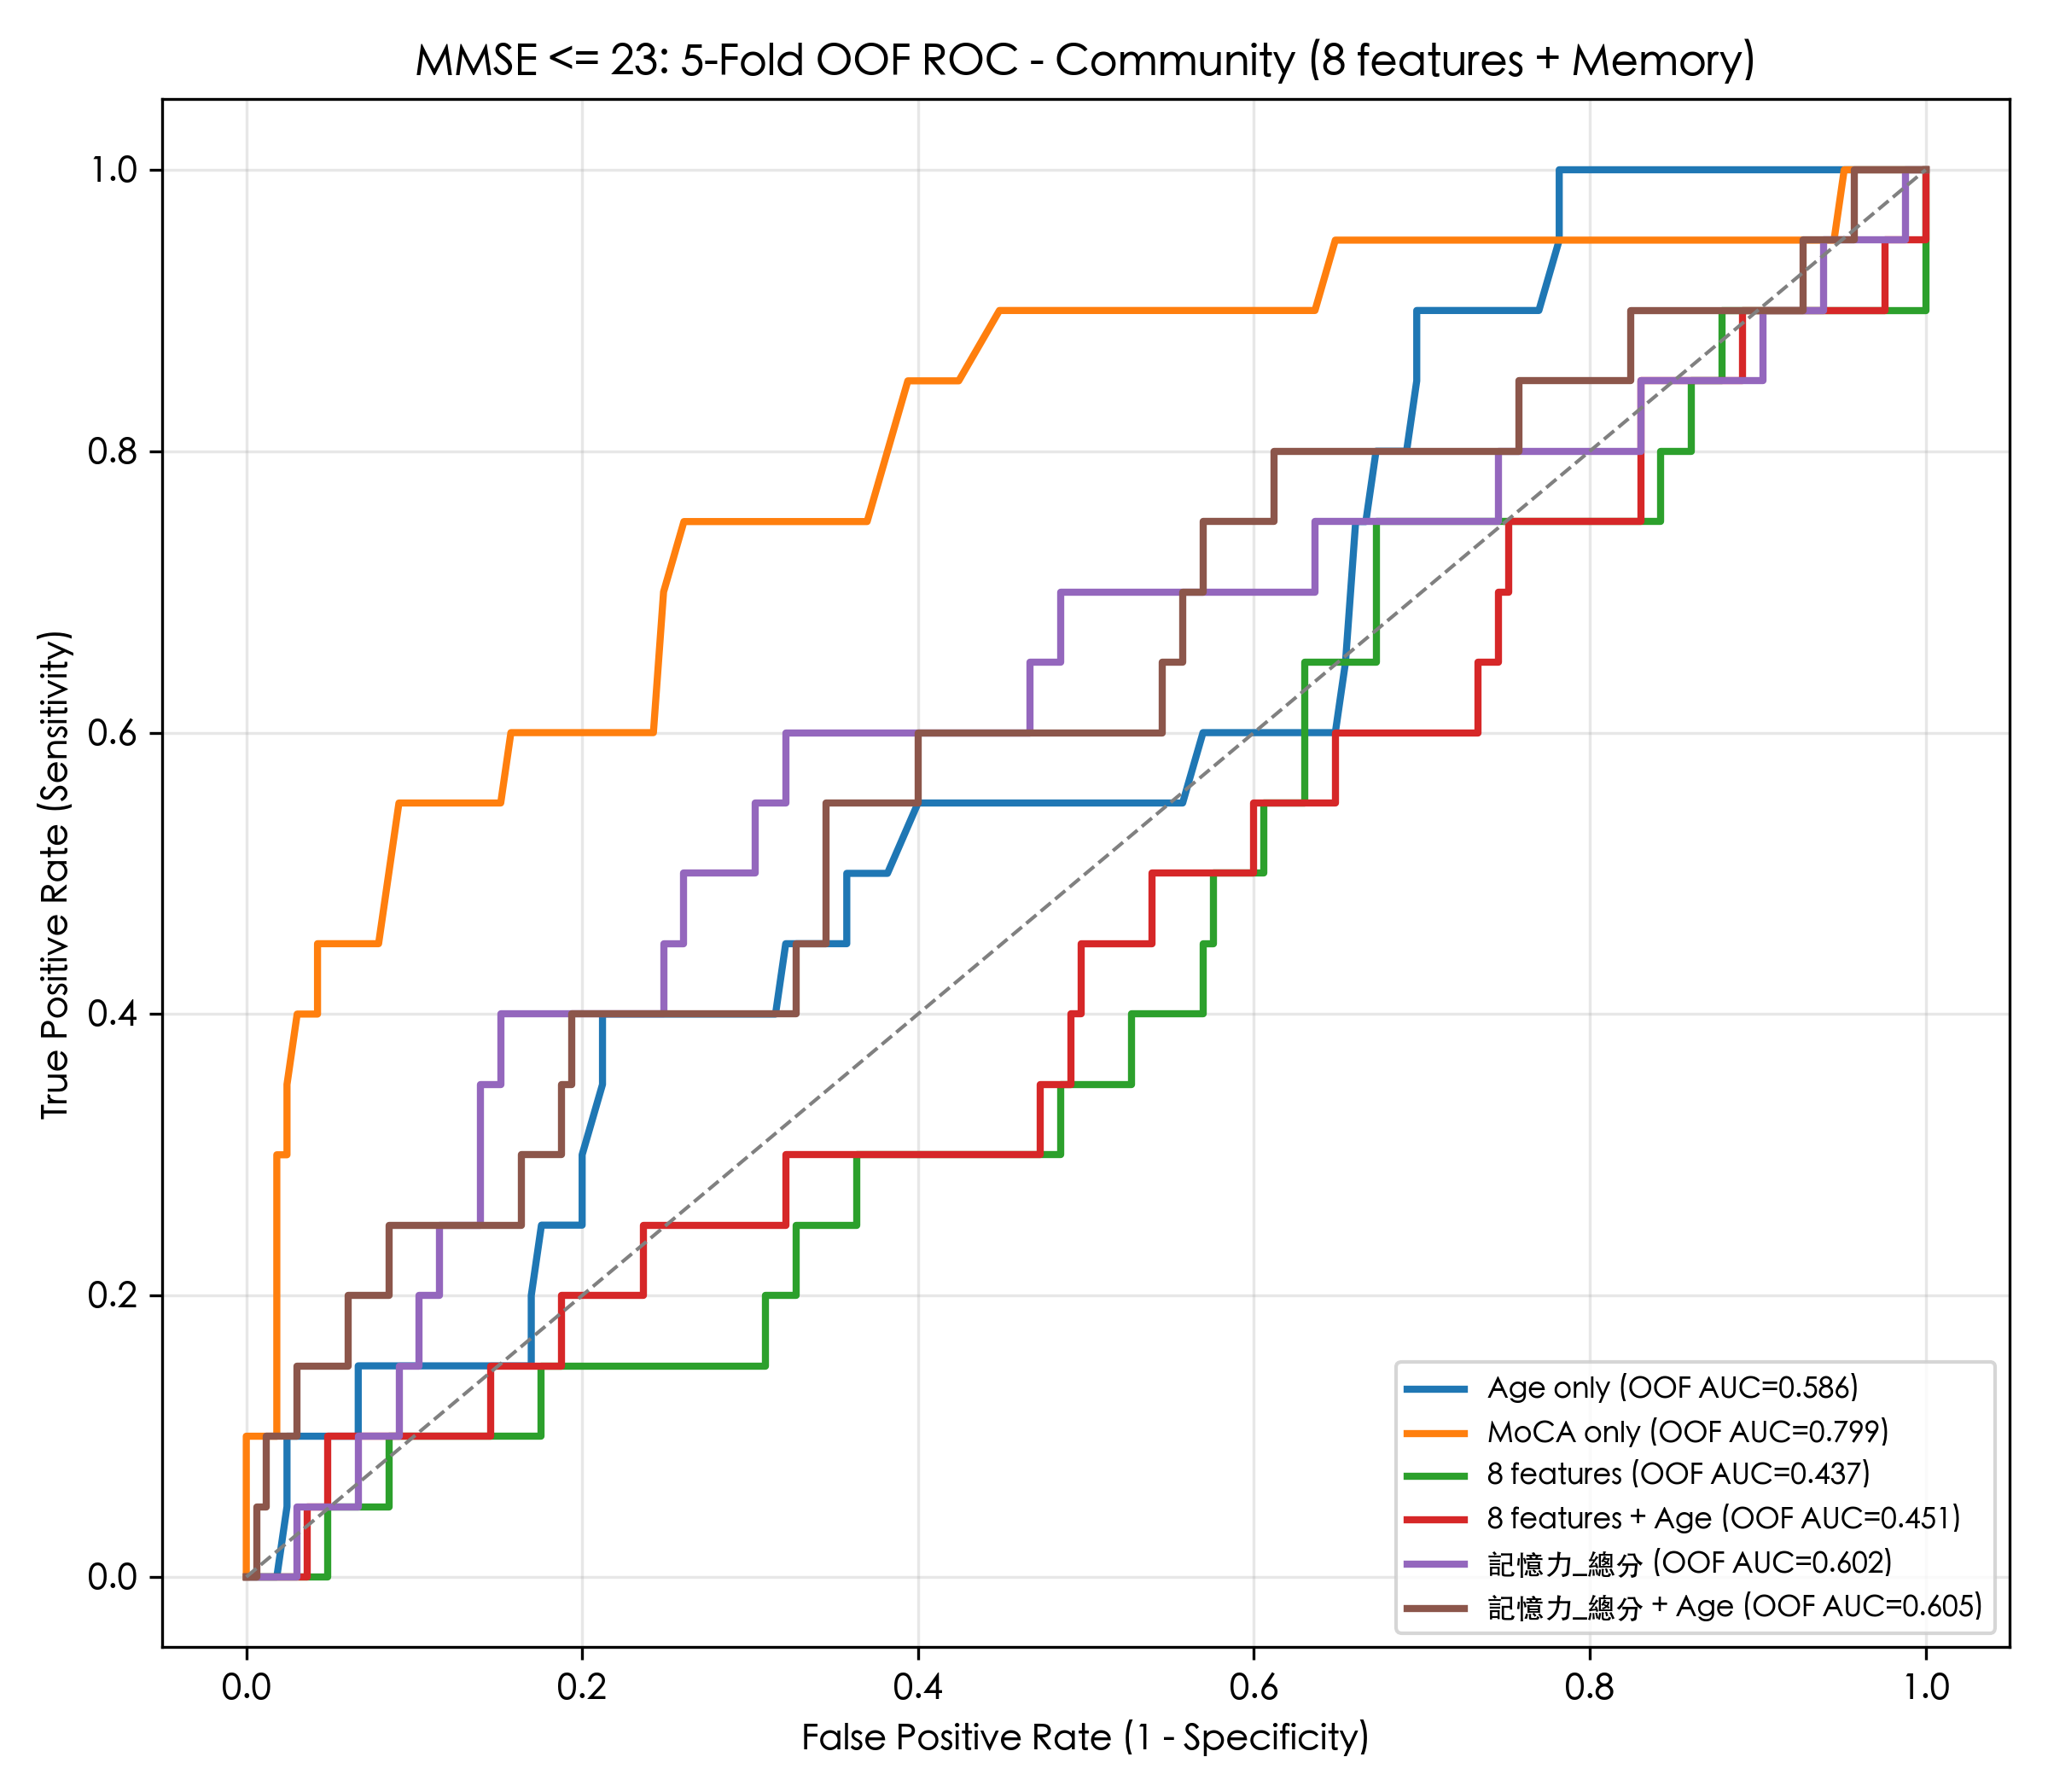 MMSE <= 23: 5-Fold OOF ROC - Community (8 features + Memory)
True Positive Rate (Sensitivity)
1.0
0.8
0.6
0.4
0.2
0.0
Age only (OOF AUC=0.586)
MoCA only (OOF AUC=0.799)
8 features (OOF AUC=0.437)
8 features + Age (OOF AUC=0.451)
記憶力_總分 (OOF AUC=0.602)
記憶力_總分 + Age (OOF AUC=0.605)
0.0 0.2 0.4 0.6 0.8 1.0
False Positive Rate (1 - Specificity)